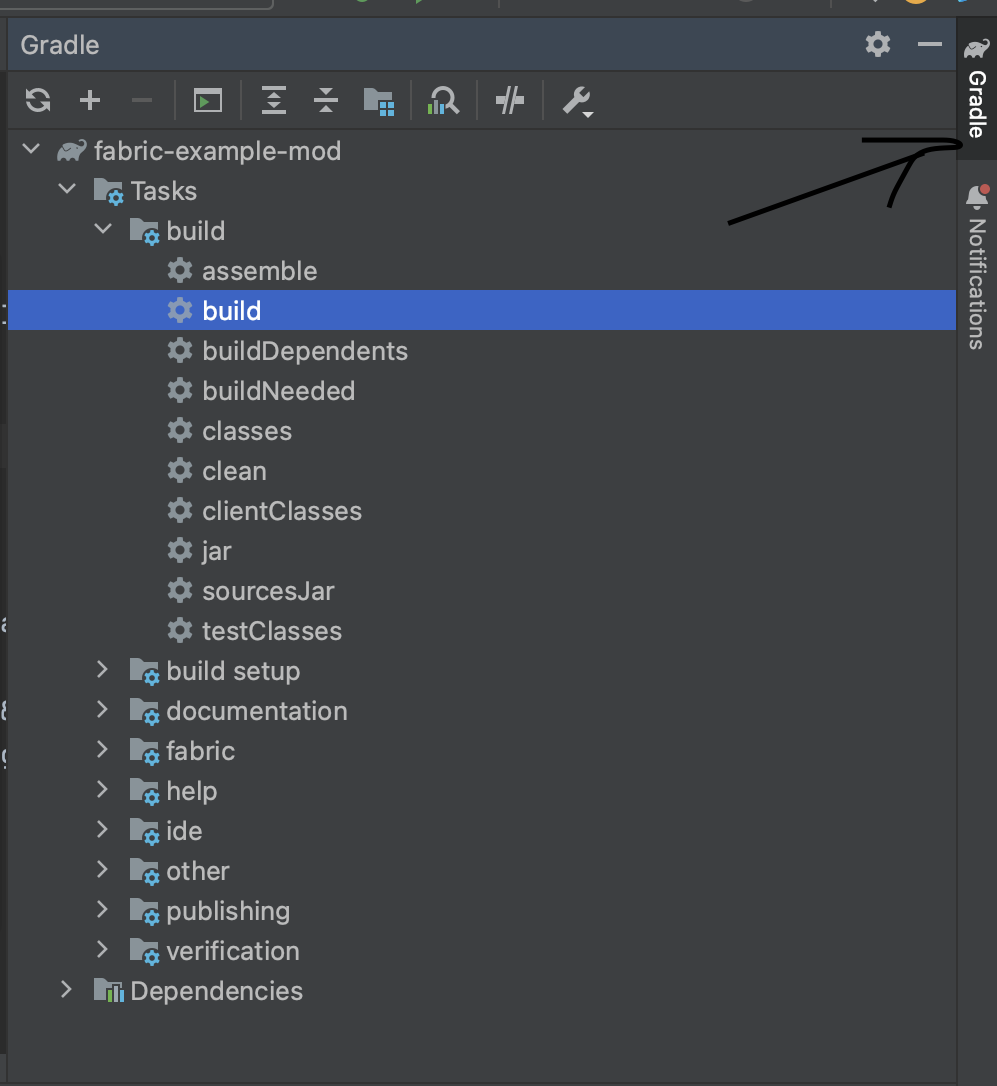 Gradle
Gradle
fabric-example-mod
Tasks
build
assemble
build
buildDependents
buildNeeded
classes
clean
clientClasses
jar
sourcesJar
testClasses
build setup
documentation
fabric
help
ide
other
publishing
verification
Dependencies
Notifications